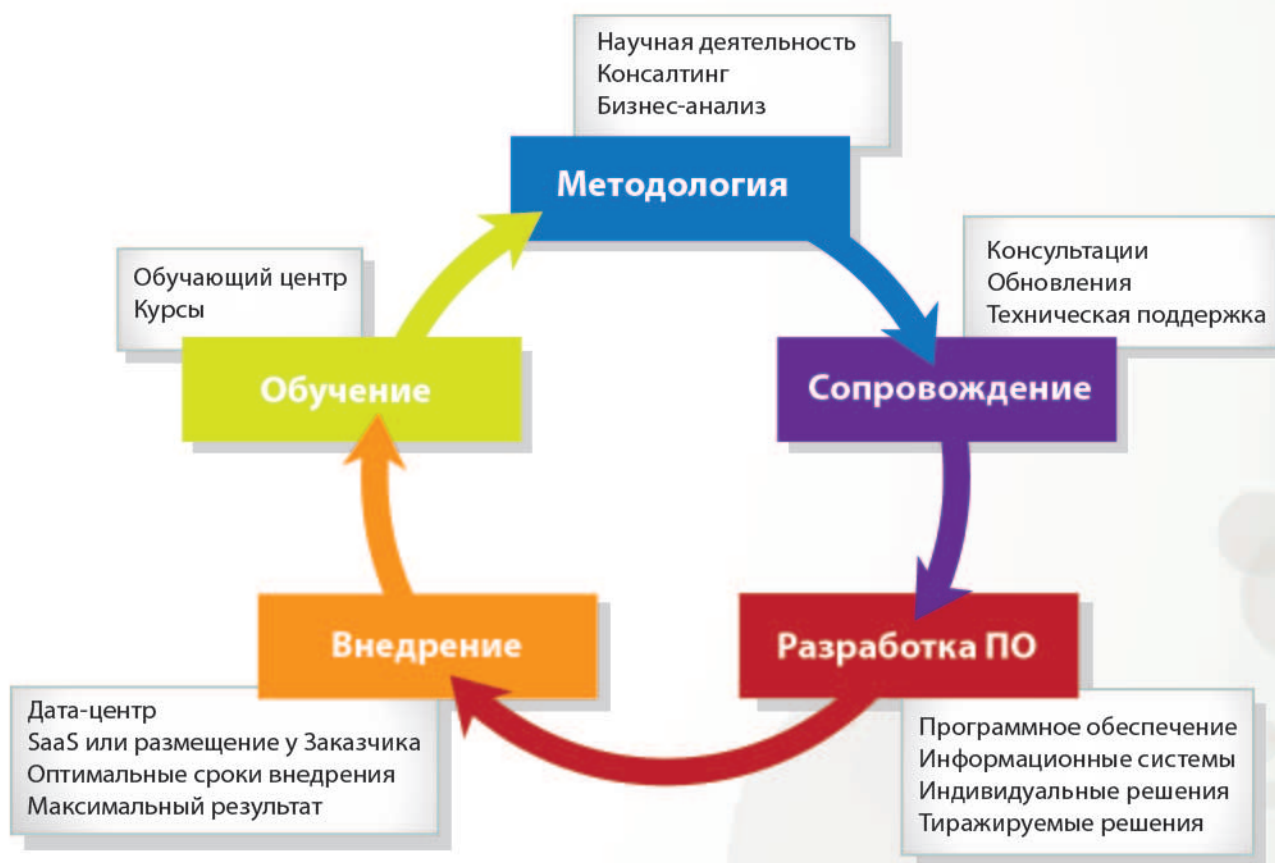 Научная деятельность
Консалтинг
Бизнес-анализ
Методология
Консультации
Обновления
Техническая поддержка
Сопровождение
Разработка ПО
Программное обеспечение
Информационные системы
Индивидуальные решения
Тиражируемые решения
Внедрение
Дата-центр
SaaS или размещение у Заказчика
Оптимальные сроки внедрения
Максимальный результат
Обучающий центр
Курсы
Обучение